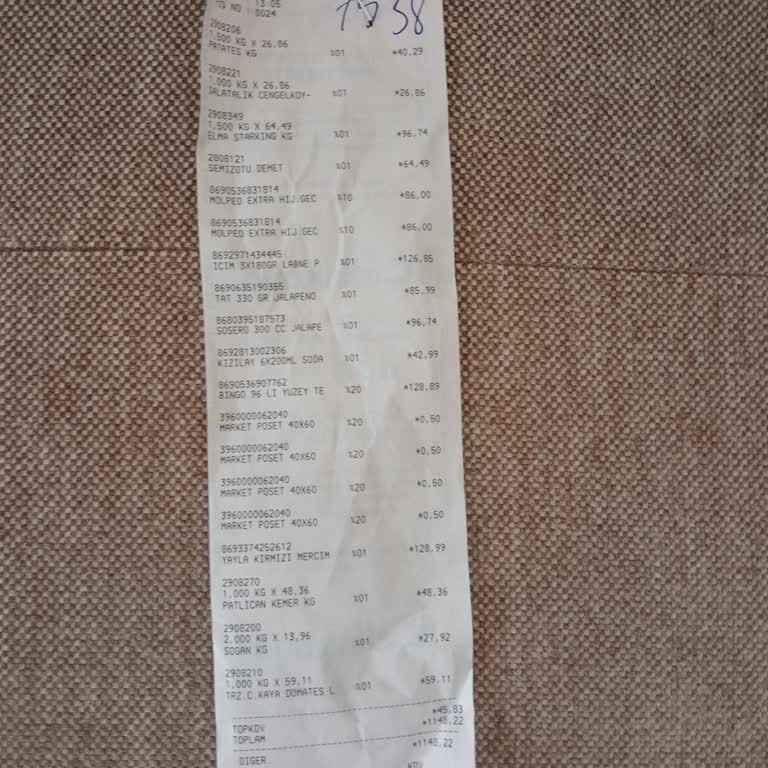 13:05
NO : 0024
38
2908206
1,500 KG X 26,86
PATATES KG %01 *40,29
2908221
1,000 KG X 26,86
SALATALIK CENGELKOY- %01 *26,86
2908349
1,500 KG X 64,49
ELMA STARKING KG %01 *96,74
2808121
SEMIZOTU DEMET %01 *64,49
8690536831814
MOLPED EXTRA HIJ.GEC %10 *86,00
8690536831814
MOLPED EXTRA HIJ.GEC %10 *86,00
8692971434445
ICIM 3X180GR LABNE P %01 *126,85
8690635190355
TAT 330 GR JALAPENO %01 *85,99
8680395187573
SOSERO 300 CC JALAPE %01 *96,74
8692813002306
KIZILAY 6X200ML SODA %01 *42,99
8690536907762
BINGO 96 LI YUZEY TE %20 *128,89
3960000062040
MARKET POSET 40X60 %20 *0,50
3960000062040
MARKET POSET 40X60 %20 *0,50
3960000062040
MARKET POSET 40X60 %20 *0,50
3960000062040
MARKET POSET 40X60 %20 *0,50
8693374252612
YAYLA KIRMIZI MERCIM %01 *128,99
2908270
1,000 KG X 48,36
PATLICAN KEMER KG %01 *48,36
2908200
2,000 KG X 13,96
SOGAN KG %01 *27,92
2908210
1,000 KG X 59,11
TRZ.C.KAYA DOMATES L %01 *59,11
TOPKDV *45,83
TOPLAM *1148,22
DIGER *1148,22
KDV